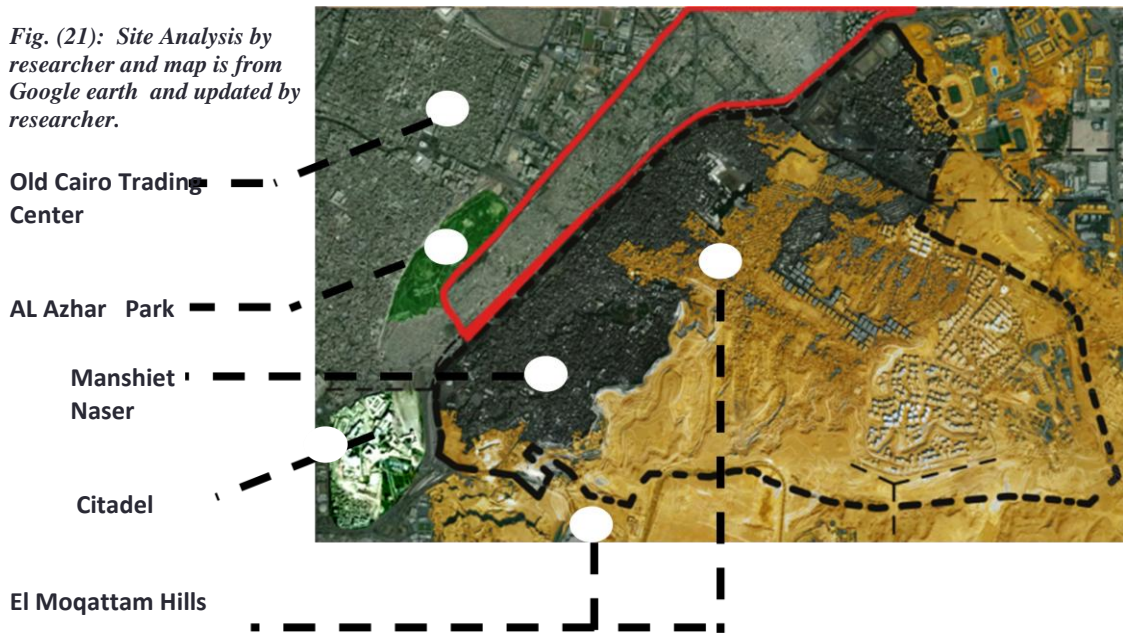 Fig. (21): Site Analysis by
researcher and map is from
Google earth and updated by
researcher.
Old Cairo Trading
Center
AL Azhar Park
Manshiet
Naser
Citadel
El Moqattam Hills